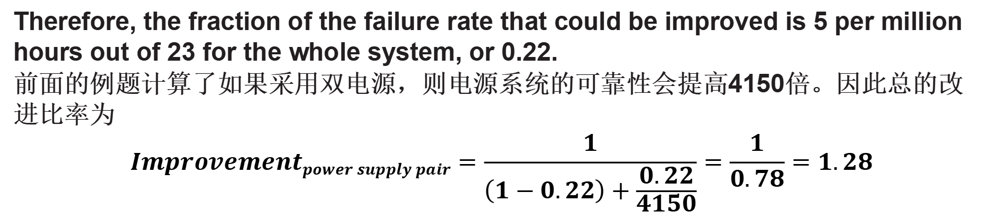 Therefore, the fraction of the failure rate that could be improved is 5 per million
hours out of 23 for the whole system, or 0.22.
前面的例题计算了如果采用双电源，则电源系统的可靠性会提高4150倍。因此总的改
进比率为
Improvement_{power supply pair} = \frac{1}{(1 - 0.22) + \frac{0.22}{4150}} = \frac{1}{0.78} = 1.28